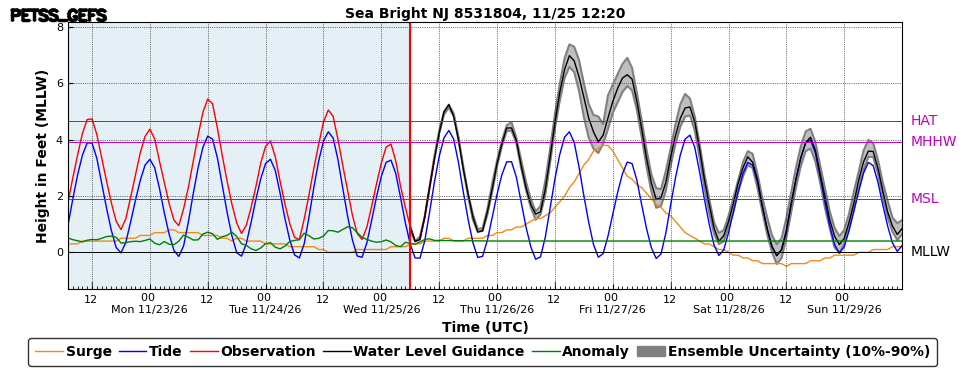 PETSS_GEFS
Sea Bright NJ 8531804, 11/25 12:20
Height in Feet (MLLW)
8
6
4
2
0
HAT
MHHW
MSL
MLLW
12 00 12 00 12 00 12 00 12 00 12 00 12 00
Mon 11/23/26 Tue 11/24/26 Wed 11/25/26 Thu 11/26/26 Fri 11/27/26 Sat 11/28/26 Sun 11/29/26
Time (UTC)
Surge Tide Observation Water Level Guidance Anomaly Ensemble Uncertainty (10%-90%)